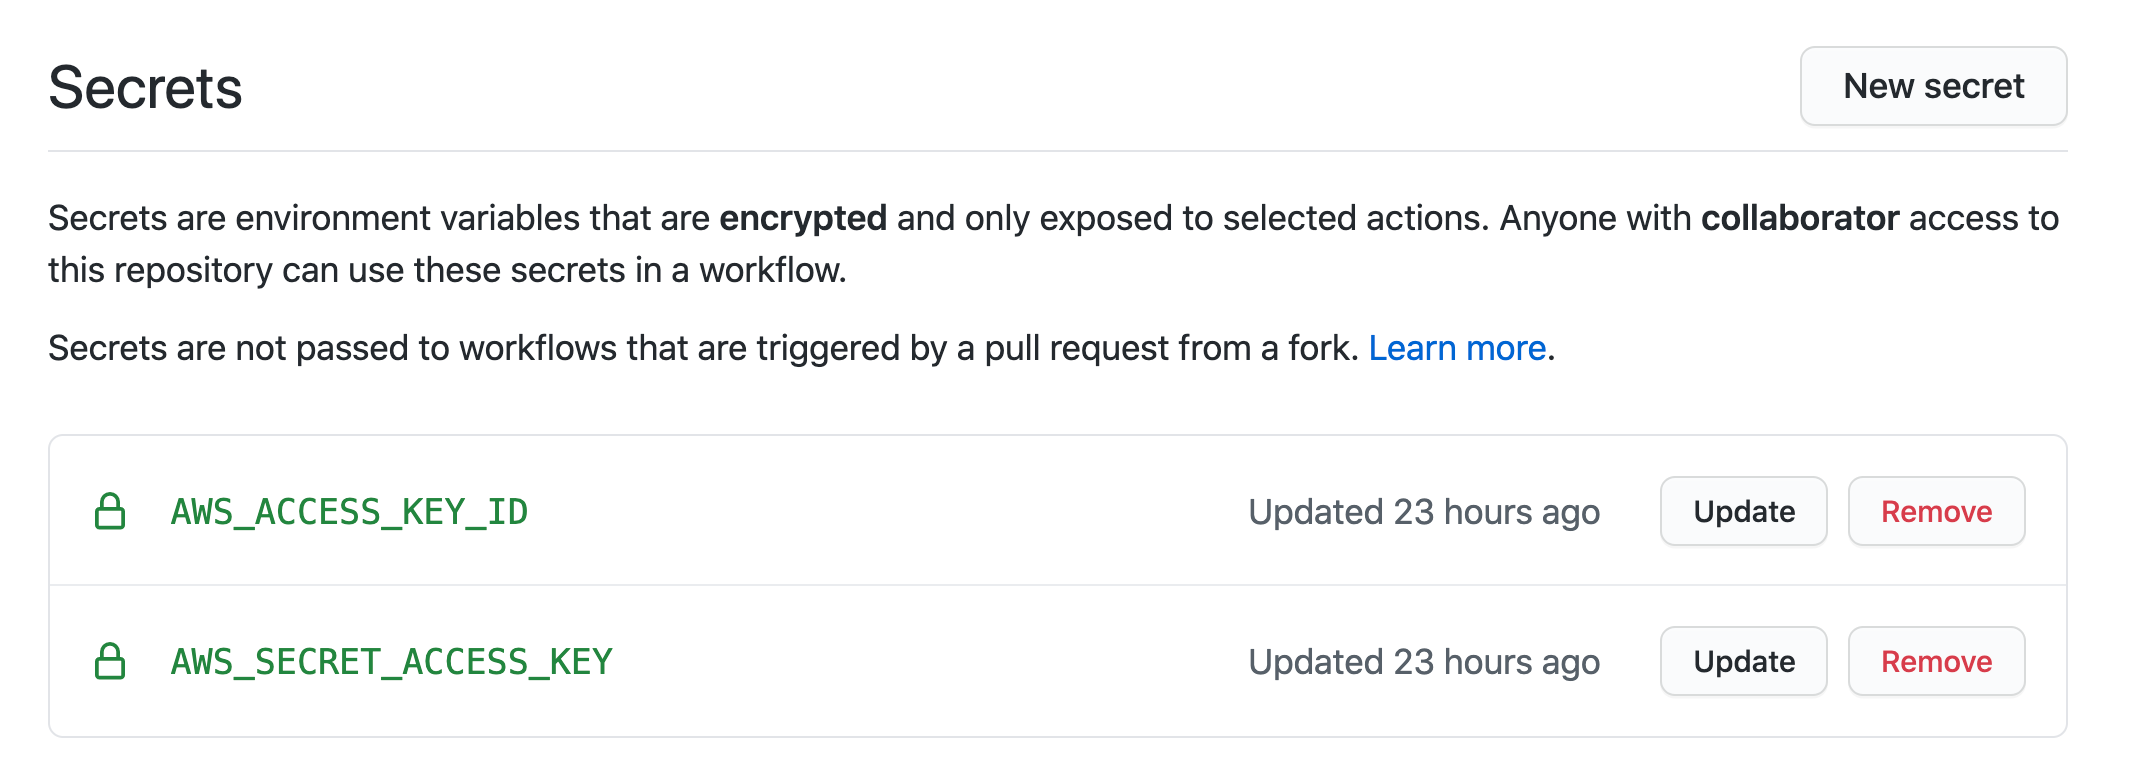 Secrets
New secret
Secrets are environment variables that are encrypted and only exposed to selected actions. Anyone with collaborator access to
this repository can use these secrets in a workflow.
Secrets are not passed to workflows that are triggered by a pull request from a fork. Learn more.
AWS_ACCESS_KEY_ID Updated 23 hours ago Update Remove
AWS_SECRET_ACCESS_KEY Updated 23 hours ago Update Remove